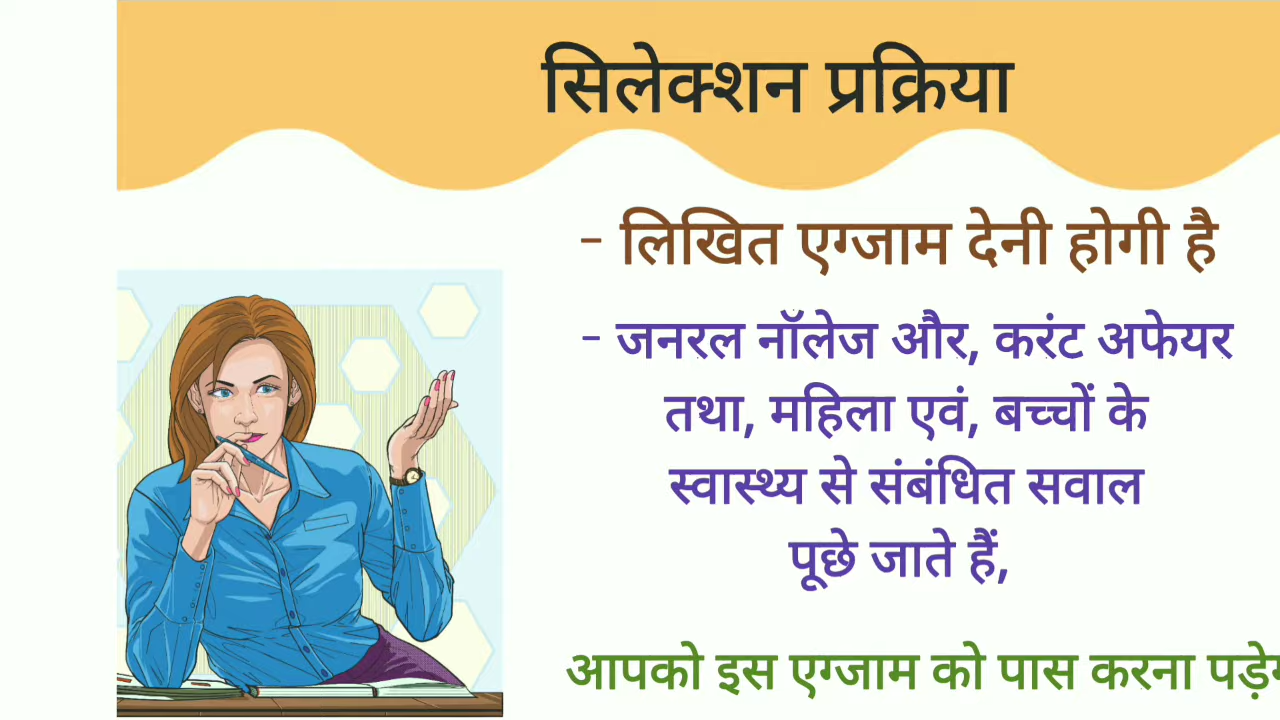 सिलेक्शन प्रक्रिया
- लिखित एग्जाम देनी होगी है
- जनरल नॉलेज और, करंट अफेयर
तथा, महिला एवं, बच्चों के
स्वास्थ्य से संबंधित सवाल
पूछे जाते हैं,
आपको इस एग्जाम को पास करना